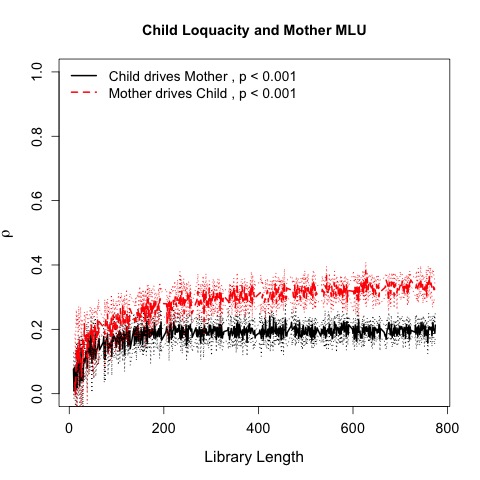 Child Loquacity and Mother MLU
Child drives Mother , p < 0.001
Mother drives Child , p < 0.001
1.0
0.8
0.6
0.4
0.2
0.0
ρ
0 200 400 600 800
Library Length